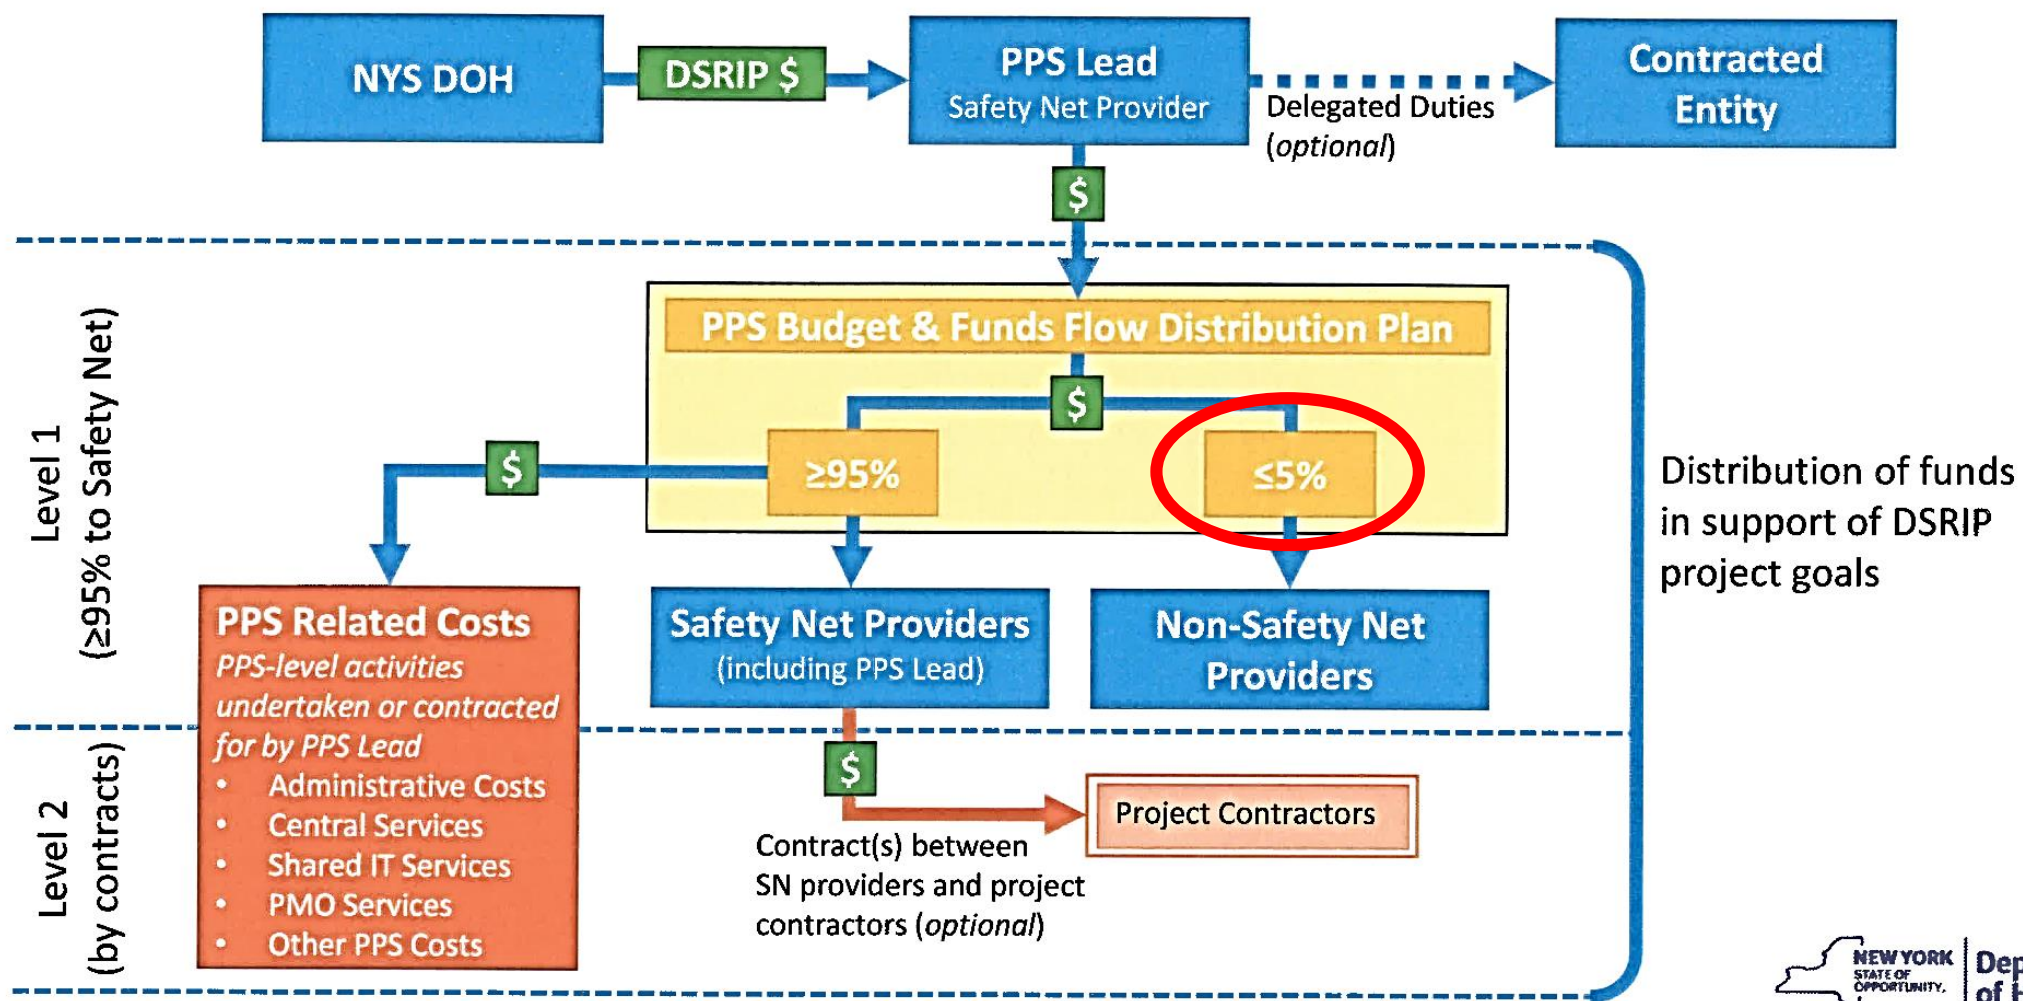 NYS DOH
DSRIP $
PPS Lead
Safety Net Provider
Delegated Duties
(optional)
Contracted
Entity
$
Level 1
(≥95% to Safety Net)
PPS Budget & Funds Flow Distribution Plan
$
$
≥95%
≤5%
Distribution of funds
in support of DSRIP
project goals
PPS Related Costs
PPS-level activities
undertaken or contracted
for by PPS Lead
• Administrative Costs
• Central Services
• Shared IT Services
• PMO Services
• Other PPS Costs
Safety Net Providers
(including PPS Lead)
Non-Safety Net
Providers
Level 2
(by contracts)
$
Project Contractors
Contract(s) between
SN providers and project
contractors (optional)
NEW YORK
STATE OF
OPPORTUNITY.